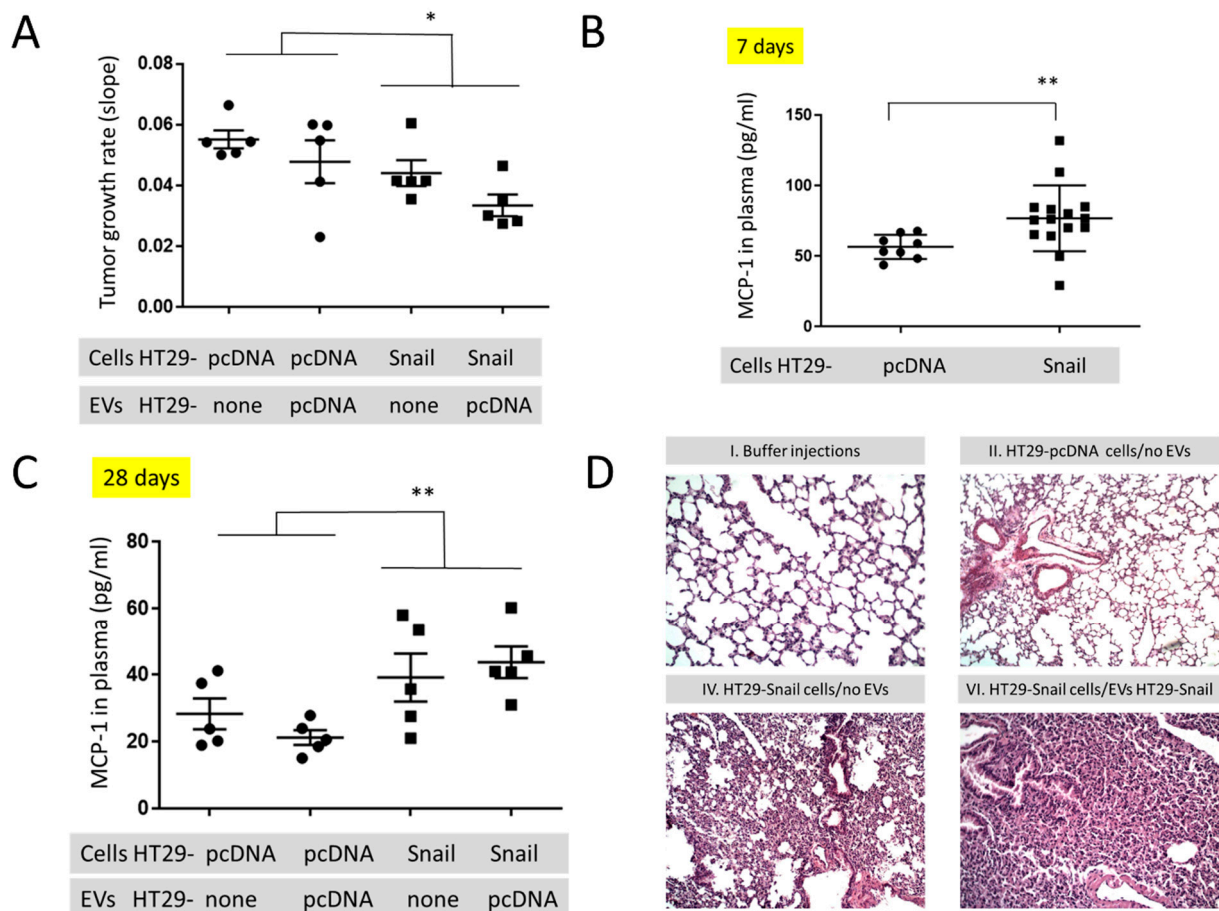 A
*
Tumor growth rate (slope)
0.08
0.06
0.04
0.02
0.00
Cells HT29- pcDNA pcDNA Snail Snail
EVs HT29- none pcDNA none pcDNA
B
7 days
**
MCP-1 in plasma (pg/ml)
150
100
50
0
Cells HT29- pcDNA Snail
C
28 days
**
MCP-1 in plasma (pg/ml)
80
60
40
20
0
Cells HT29- pcDNA pcDNA Snail Snail
EVs HT29- none pcDNA none pcDNA
D
I. Buffer injections
II. HT29-pcDNA cells/no EVs
IV. HT29-Snail cells/no EVs
VI. HT29-Snail cells/EVs HT29-Snail